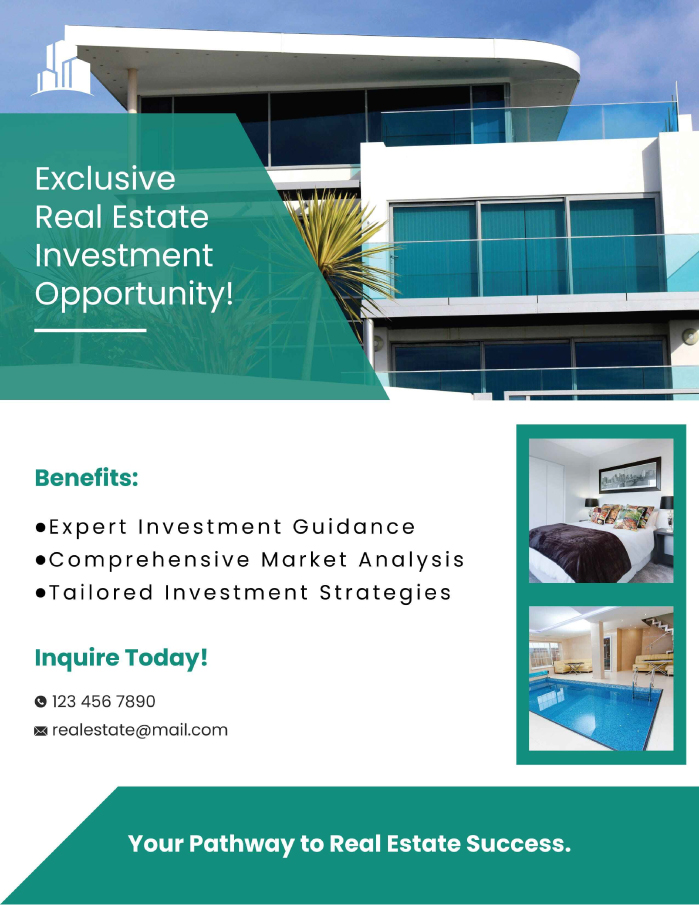 Exclusive
Real Estate
Investment
Opportunity!
Benefits:
●Expert Investment Guidance
●Comprehensive Market Analysis
●Tailored Investment Strategies
Inquire Today!
123 456 7890
realestate@mail.com
Your Pathway to Real Estate Success.